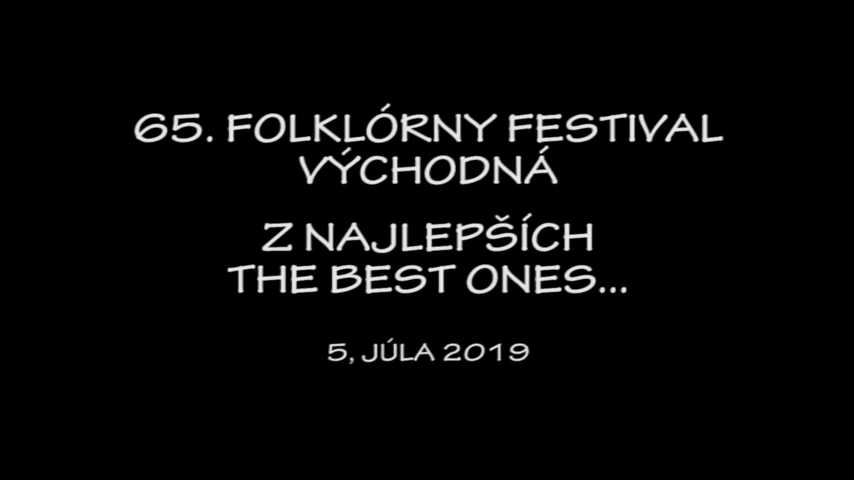 65. FOLKLÓRNY FESTIVAL
VÝCHODNÁ
Z NAJLEPŠÍCH
THE BEST ONES...
5, JÚLA 2019